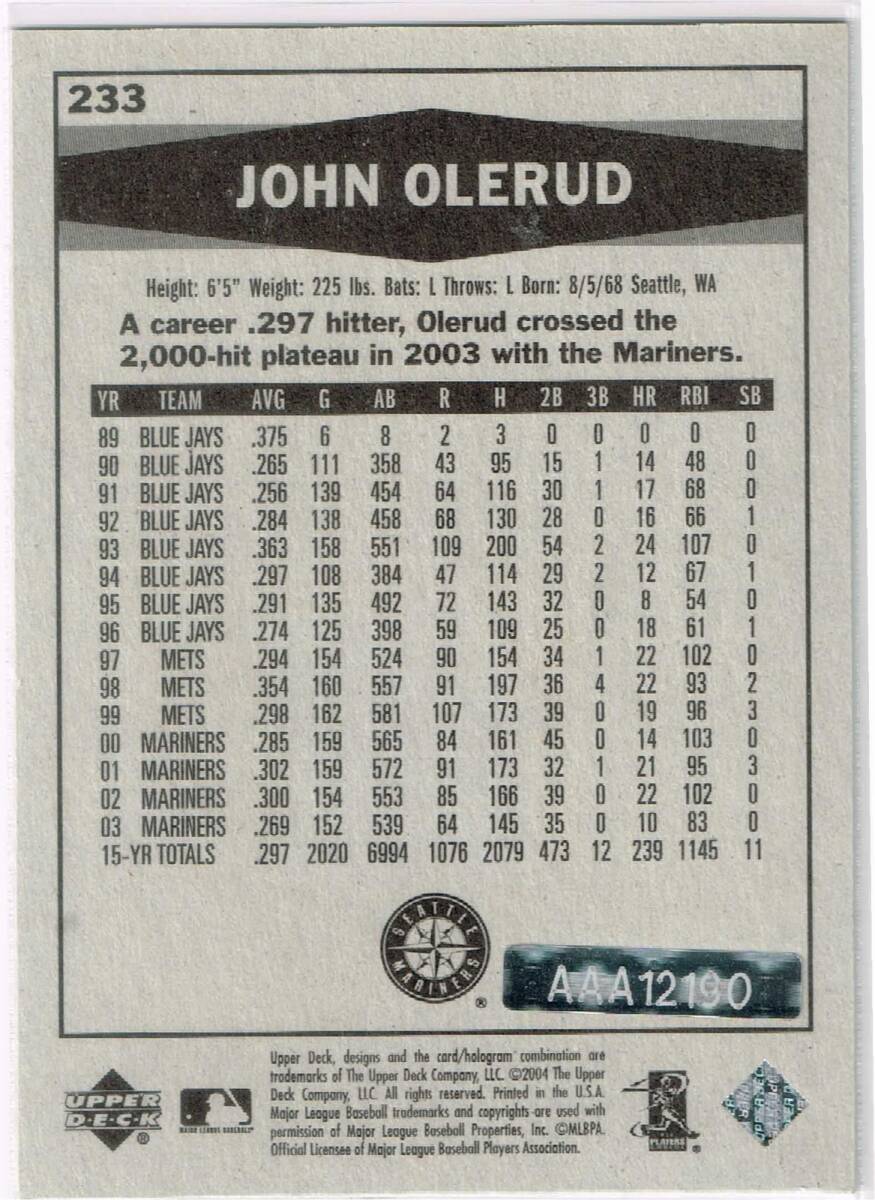 233
JOHN OLERUD
Height: 6'5" Weight: 225 lbs. Bats: L Throws: L Born: 8/5/68 Seattle, WA
A career .297 hitter, Olerud crossed the
2,000-hit plateau in 2003 with the Mariners.
YR TEAM AVG G AB R H 2B 3B HR RBI SB
89 BLUE JAYS .375 6 8 2 3 0 0 0 0 0
90 BLUE JAYS .265 111 358 43 95 15 1 14 48 0
91 BLUE JAYS .256 139 454 64 116 30 1 17 68 0
92 BLUE JAYS .284 138 458 68 130 28 0 16 66 1
93 BLUE JAYS .363 158 551 109 200 54 2 24 107 0
94 BLUE JAYS .297 108 384 47 114 29 2 12 67 1
95 BLUE JAYS .291 135 492 72 143 32 0 8 54 0
96 BLUE JAYS .274 125 398 59 109 25 0 18 61 1
97 METS .294 154 524 90 154 34 1 22 102 0
98 METS .354 160 557 91 197 36 4 22 93 2
99 METS .298 162 581 107 173 39 0 19 96 3
00 MARINERS .285 159 565 84 161 45 0 14 103 0
01 MARINERS .302 159 572 91 173 32 1 21 95 3
02 MARINERS .300 154 553 85 166 39 0 22 102 0
03 MARINERS .269 152 539 64 145 35 0 10 83 0
15-YR TOTALS .297 2020 6994 1076 2079 473 12 239 1145 11
SEATTLE
MARINERS
®
AAA12190
Upper Deck, designs and the card/hologram combination are
trademarks of The Upper Deck Company, LLC. ©2004 The Upper
Deck Company, LLC. All rights reserved. Printed in the U.S.A.
Major League Baseball trademarks and copyrights are used with
permission of Major League Baseball Properties, Inc. ©MLBPA.
Official Licensee of Major League Baseball Players Association.
UPPER
D·E·C·K
®
MAJOR LEAGUE BASEBALL®
PLAYERS
®